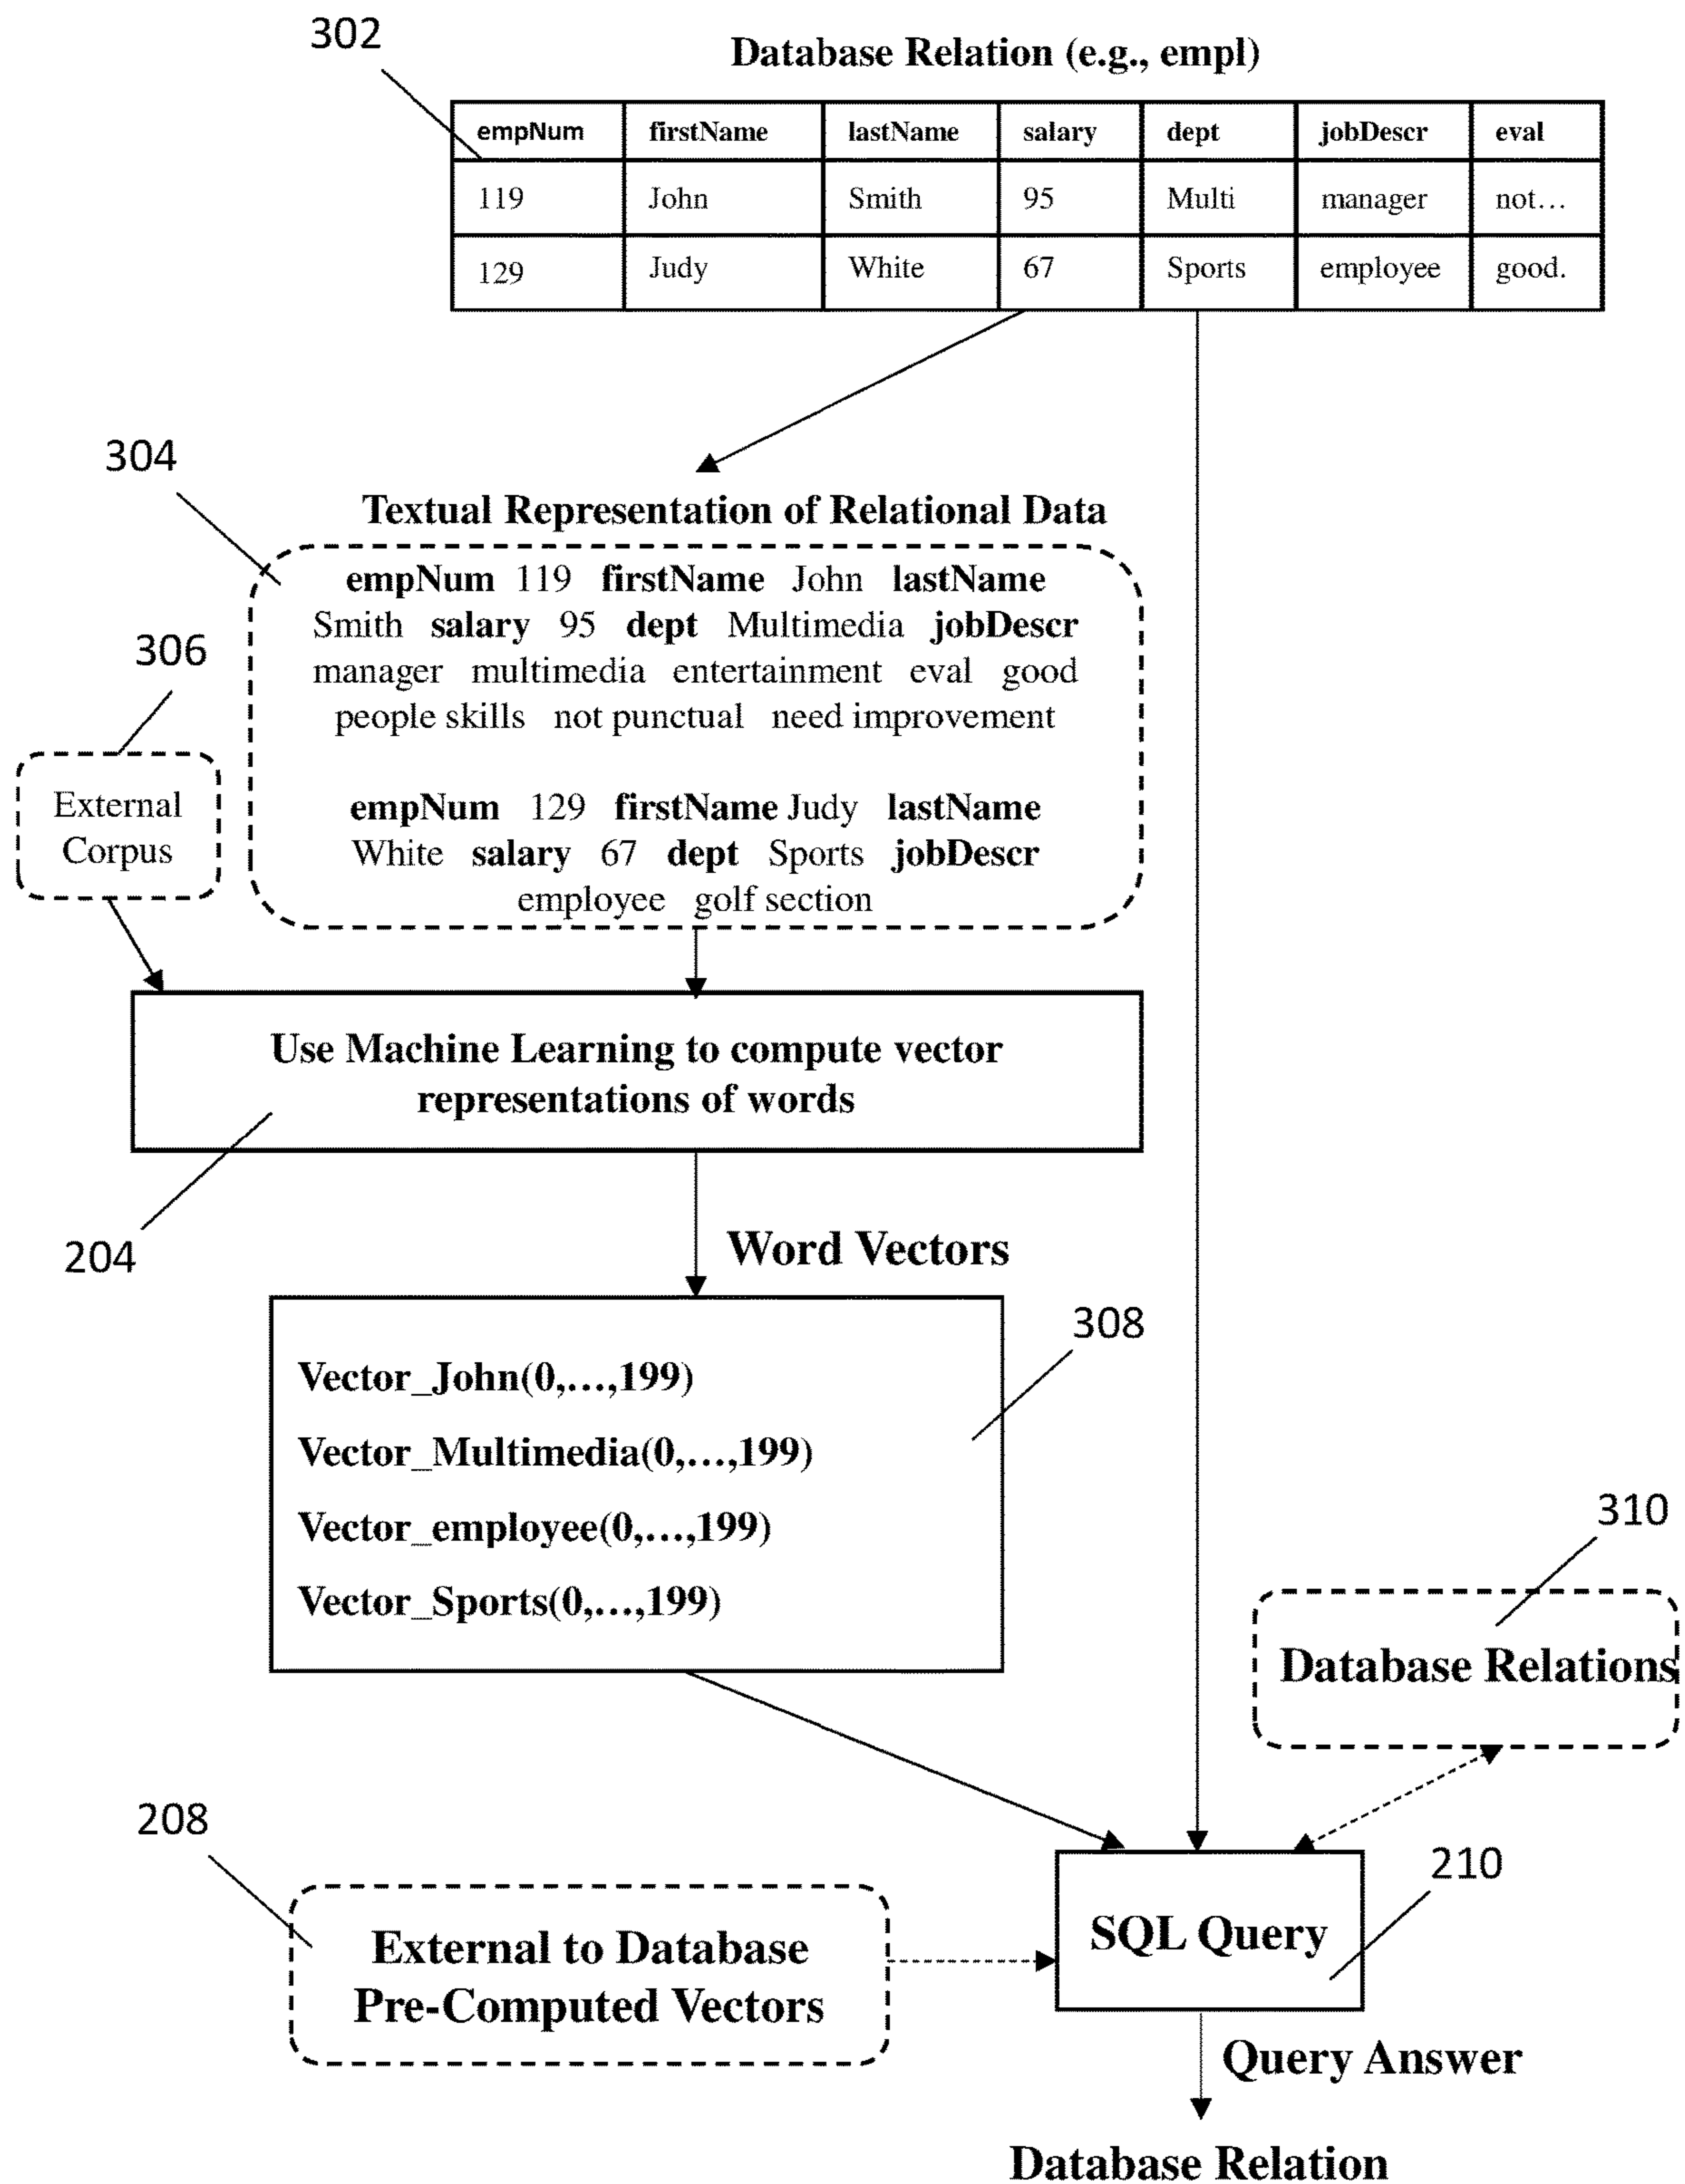 302
Database Relation (e.g., empl)
empNum firstName lastName salary dept jobDescr eval
119 John Smith 95 Multi manager not...
129 Judy White 67 Sports employee good.
304
Textual Representation of Relational Data
empNum 119 firstName John lastName
Smith salary 95 dept Multimedia jobDescr
manager multimedia entertainment eval good
people skills not punctual need improvement
306
External
Corpus
empNum 129 firstName Judy lastName
White salary 67 dept Sports jobDescr
employee golf section
Use Machine Learning to compute vector
representations of words
204
Word Vectors
308
Vector_John(0,...,199)
Vector_Multimedia(0,...,199)
Vector_employee(0,...,199)
Vector_Sports(0,...,199)
310
Database Relations
208
210
External to Database
Pre-Computed Vectors
SQL Query
Query Answer
Database Relation